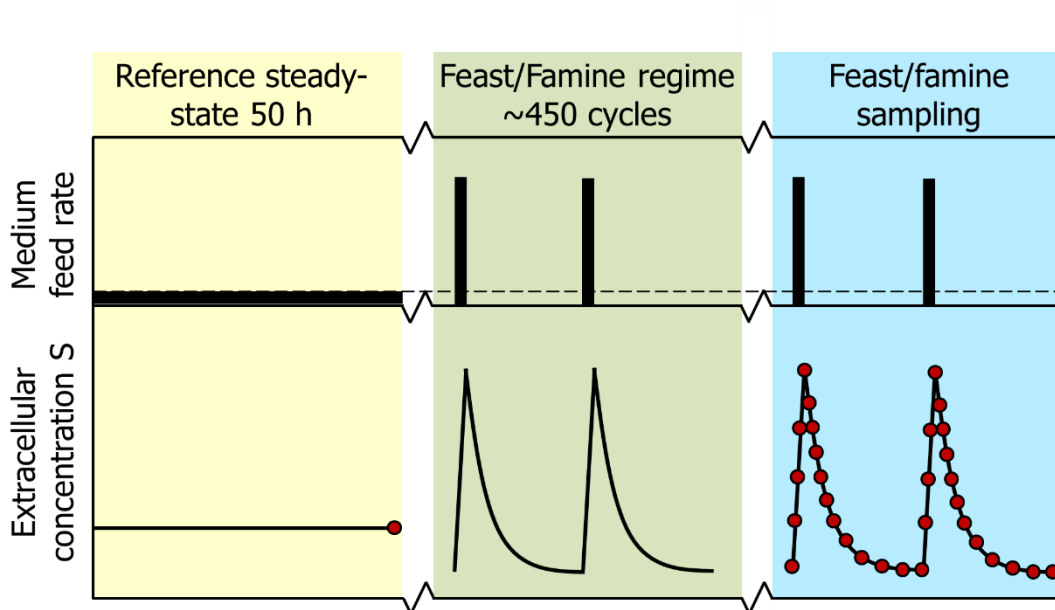 Reference steady-
state 50 h
Feast/Famine regime
~450 cycles
Feast/famine
sampling
Medium
feed rate
Extracellular
concentration S